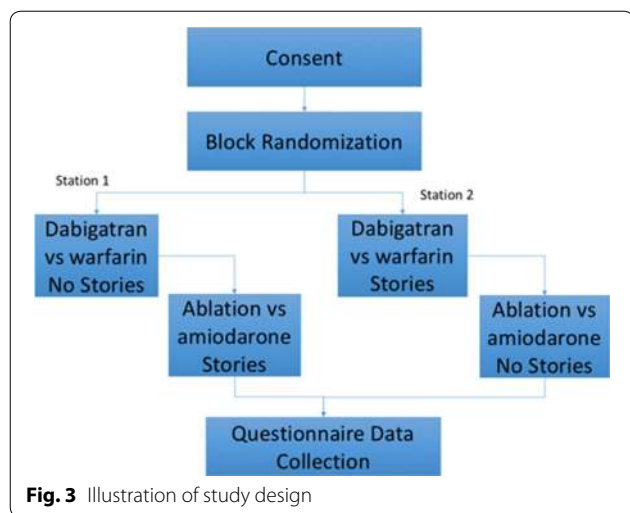 Consent
Block Randomization
Station 1
Station 2
Dabigatran
vs warfarin
No Stories
Dabigatran
vs warfarin
Stories
Ablation vs
amiodarone
Stories
Ablation vs
amiodarone
No Stories
Questionnaire Data
Collection
Fig. 3 Illustration of study design